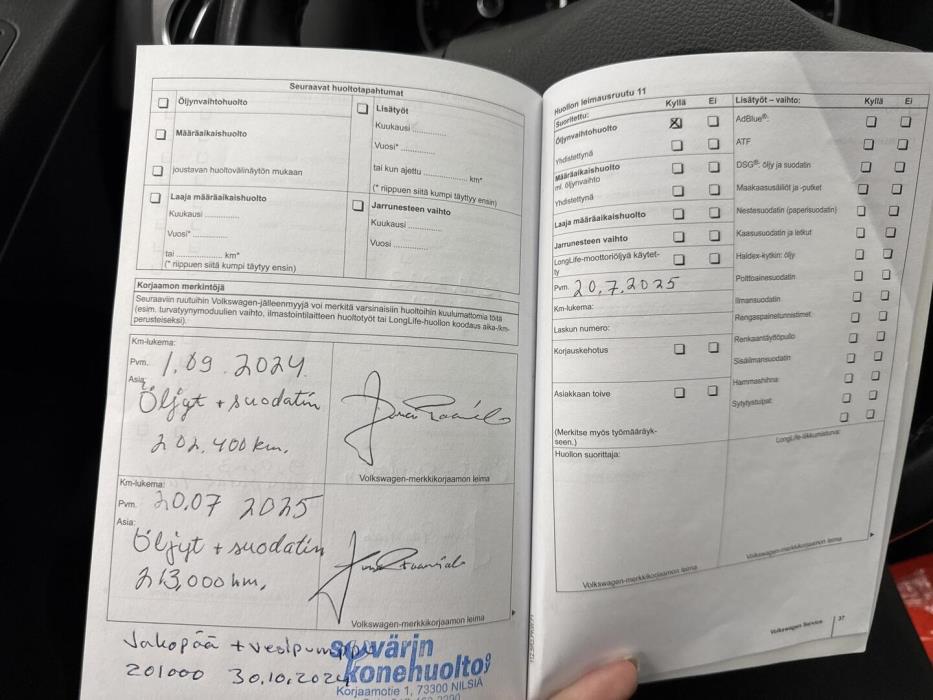 Seuraavat huoltotapahtumat
Öljynvaihtohuolto
Määräaikaishuolto
joustavan huoltovälinäytön mukaan
Laaja määräaikaishuolto
Kuukausi ..............
Vuosi* ..............
tai ................ km*
(* riippuen siitä kumpi täytyy ensin)
Lisätyöt
Kuukausi ..............
Vuosi* ..............
tai kun ajettu ................ km*
(* riippuen siitä kumpi täyttyy ensin)
Jarrunesteen vaihto
Kuukausi ..............
Vuosi ..............
Korjaamon merkintöjä
Seuraaviin ruutuihin Volkswagen-jälleenmyyjä voi merkitä varsinaisiin huoltoihin kuulumattomia töitä
(esim. turvatyynymoduulien vaihto, ilmastointilaitteen huoltotyöt tai LongLife-huollon koodaus aika-/km-
perusteiseksi).
Km-lukema:
Pvm. 1.09.2024.
Asia:
Öljyt + suodatin
202.400 km.
Volkswagen-merkkikorjaamon leima
Km-lukema:
Pvm. 20.07 2025
Asia:
Öljyt + suodatin
213,000 km,
Volkswagen-merkkikorjaamon leima
Jakopää + vesipumppu
201000 30.10.2024
konehuolto
Korjaamotie 1, 73300 NILSIÄ
Huollon leimausruutu 11
Suoritettu: Kyllä Ei
Öljynvaihtohuolto
Yhdistettynä
Määräaikaishuolto
ml. öljynvaihto
Yhdistettynä
Laaja määräaikaishuolto
Jarrunesteen vaihto
LongLife-moottoriöljyä käytet-
ty
Pvm. 20.7.2025
Km-lukema:
Laskun numero:
Korjauskehotus
Asiakkaan toive
(Merkitse myös työmääräyk-
seen.)
Huollon suorittaja:
Volkswagen-merkkikorjaamon leima
Lisätyöt – vaihto: Kyllä Ei
AdBlue®:
ATF
DSG®: öljy ja suodatin
Maakaasusäiliöt ja -putket
Nestesuodatin (paperisuodatin)
Kaasusuodatin ja letkut
Haldex-kytkin: öljy
Polttoainesuodatin
Ilmansuodatin
Rengaspainetunnistimet
Renkaantäyttöpullo
Sisäilmansuodatin
Hammashihna:
Sytytystulpat:
LongLife-liikkumisturva:
Volkswagen-merkkikorjaamon leima
Volkswagen Service 37